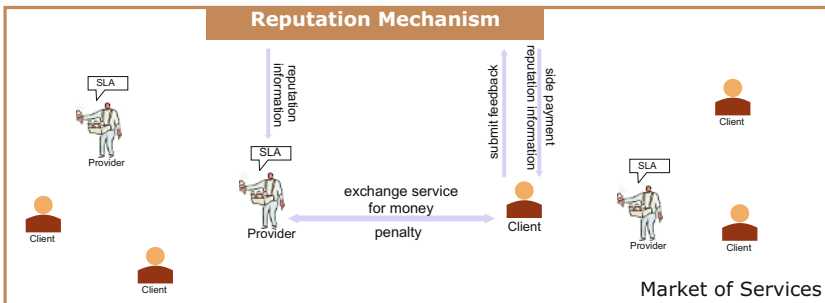 Reputation Mechanism
SLA
Provider
Client
Client
reputation
information
SLA
Provider
exchange service
for money
penalty
submit feedback
side payment
reputation information
Client
SLA
Provider
Client
Client
Market of Services